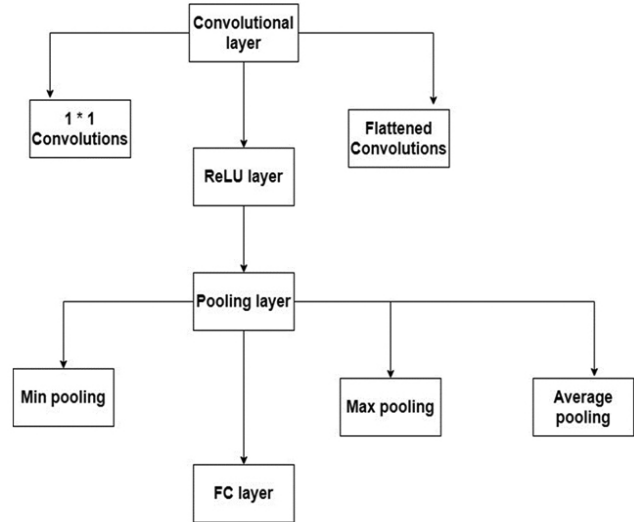 Convolutional
layer
1 * 1
Convolutions
Flattened
Convolutions
ReLU layer
Pooling layer
Min pooling
Max pooling
Average
pooling
FC layer